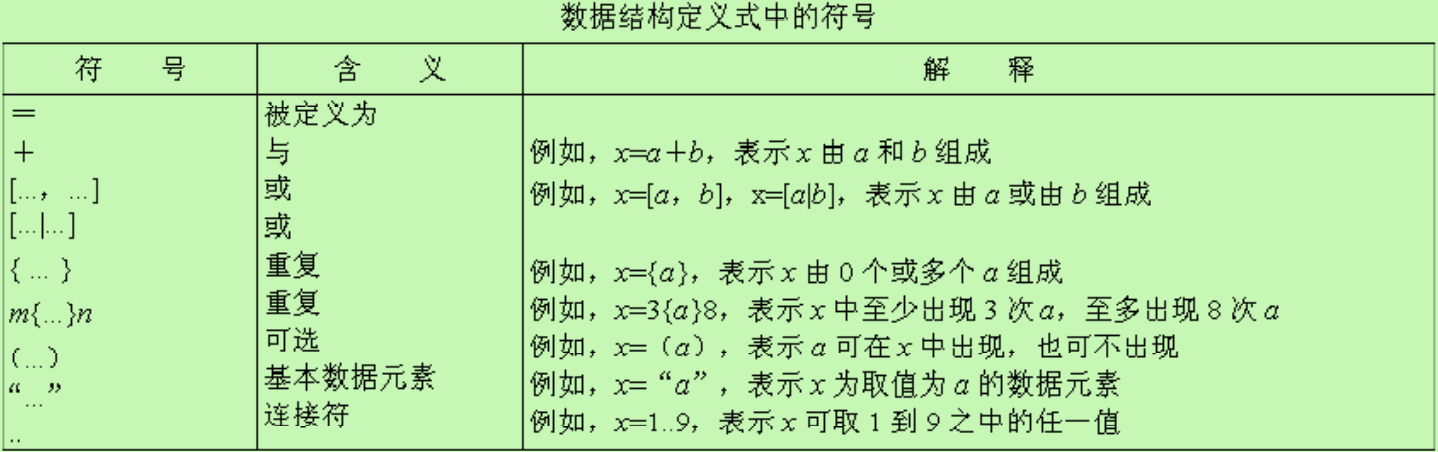 数据结构定义式中的符号
符 号 含 义 解 释
= 被定义为
+ 与 例如，x=a+b，表示 x 由 a 和 b 组成
[…，…] 或 例如，x=[a，b]，x=[a|b]，表示 x 由 a 或由 b 组成
[…|…] 或
{ … } 重复 例如，x={a}，表示 x 由 0 个或多个 a 组成
m{…}n 重复 例如，x=3{a}8，表示 x 中至少出现 3 次a，至多出现 8 次 a
(…) 可选 例如，x=（a），表示 a 可在 x 中出现，也可不出现
“…” 基本数据元素 例如，x=“a”，表示 x 为取值为 a 的数据元素
.. 连接符 例如，x=1..9，表示 x 可取 1 到 9 之中的任一值